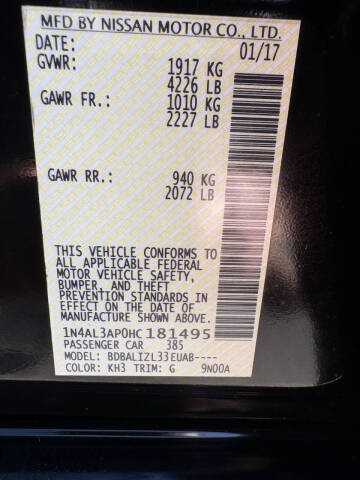 MFD BY NISSAN MOTOR CO., LTD.
DATE: 01/17
GVWR: 1917 KG
4226 LB
GAWR FR: 1010 KG
2227 LB
GAWR RR: 940 KG
2072 LB
THIS VEHICLE CONFORMS TO
ALL APPLICABLE FEDERAL
MOTOR VEHICLE SAFETY,
BUMPER, AND THEFT
PREVENTION STANDARDS IN
EFFECT ON THE DATE OF
MANUFACTURE SHOWN ABOVE.
1N4AL3AP0HC181495
PASSENGER CAR 385
MODEL: BDBALIZL33EUAB----
COLOR: KH3 TRIM: G 9N00A